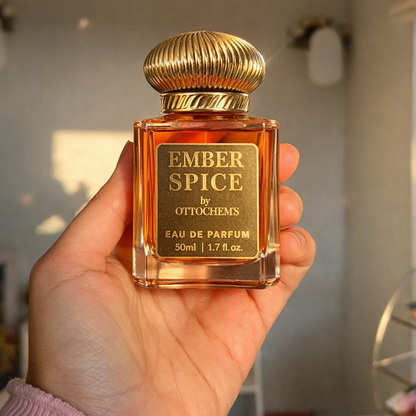 EMBER
SPICE
by
OTTOCHEMS
EAU DE PARFUM
50ml | 1.7 fl.oz.